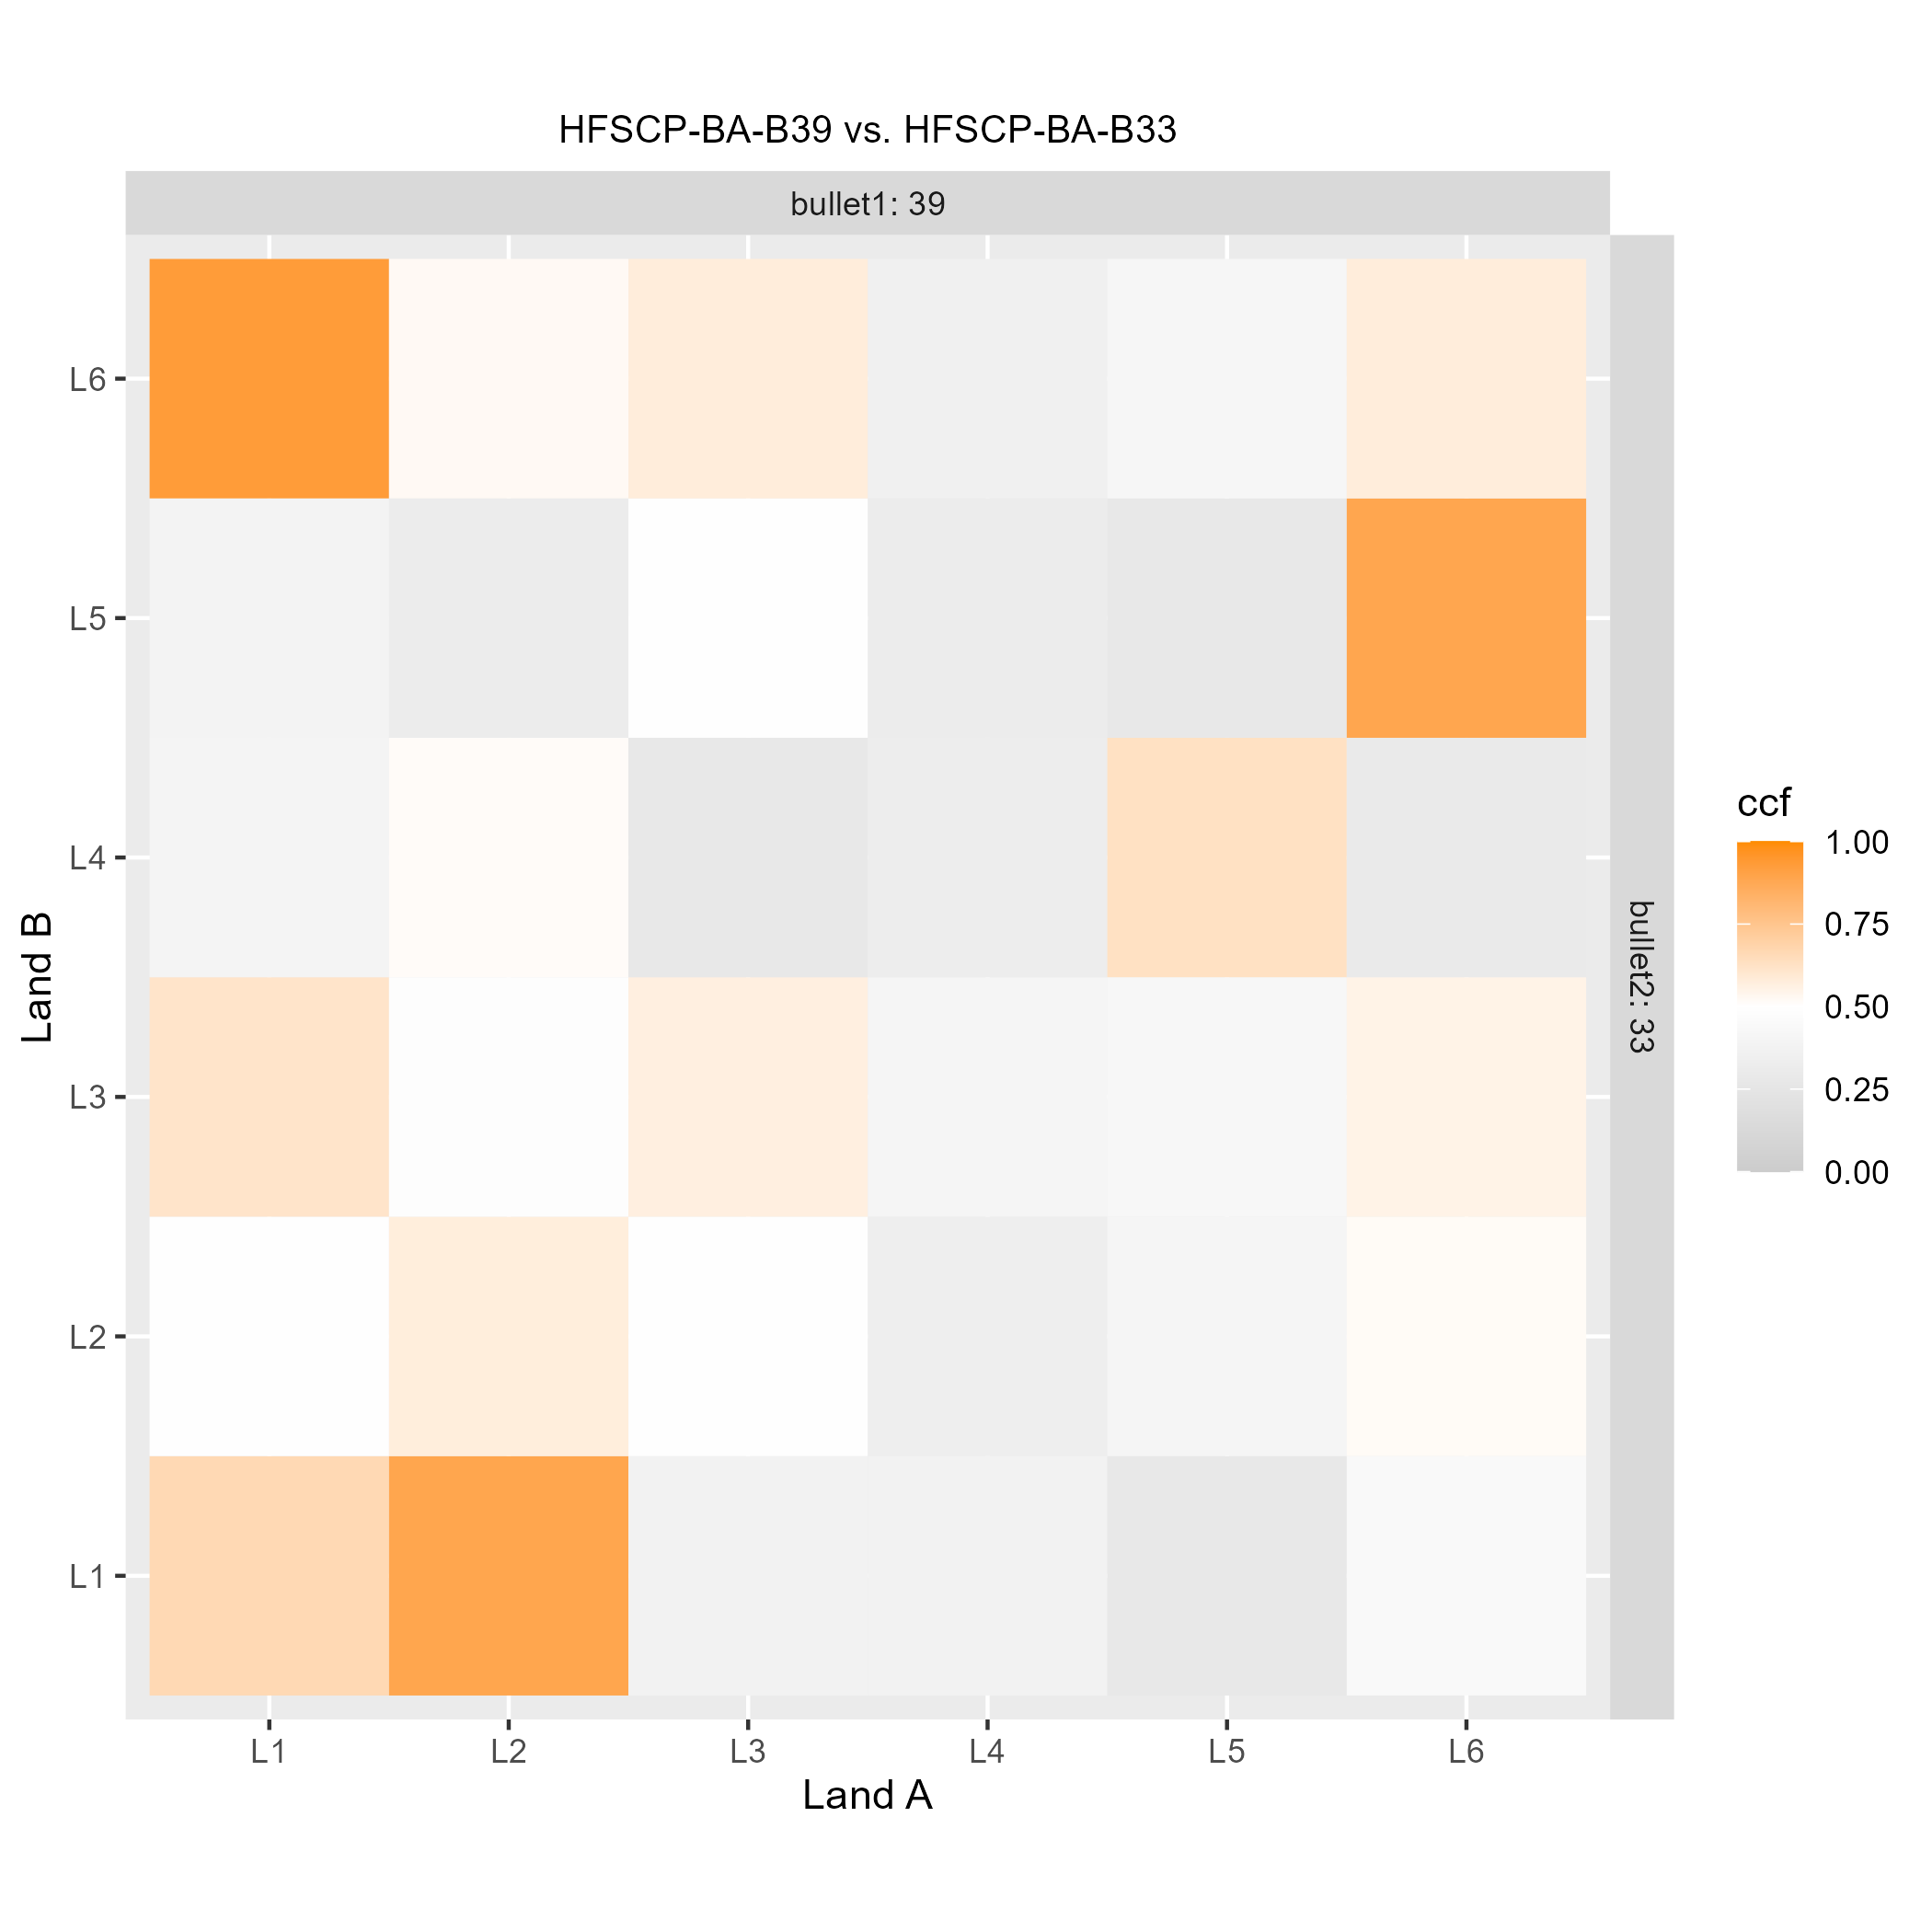 HFSCP-BA-B39 vs. HFSCP-BA-B33
bullet1: 39
L6
L5
L4
L3
L2
L1
Land B
bullet2: 33
ccf
1.00
0.75
0.50
0.25
0.00
L1 L2 L3 L4 L5 L6
Land A